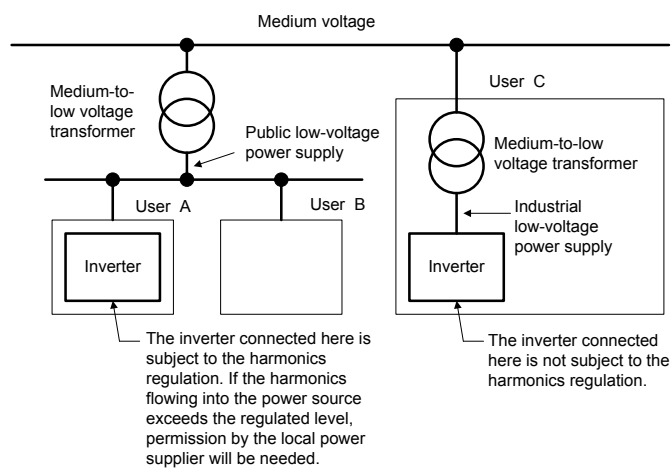 Medium voltage
User C
Medium-to-
low voltage
transformer
Public low-voltage
power supply
Medium-to-low
voltage transformer
User A
User B
Industrial
low-voltage
power supply
Inverter
Inverter
The inverter connected here is
subject to the harmonics
regulation. If the harmonics
flowing into the power source
exceeds the regulated level,
permission by the local power
supplier will be needed.
The inverter connected
here is not subject to the
harmonics regulation.